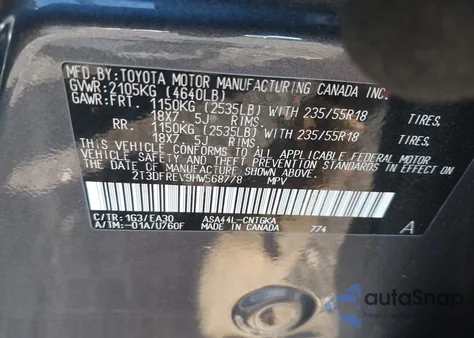 MFD. BY: TOYOTA MOTOR MANUFACTURING CANADA INC.
GVWR: 2105KG (4640LB)
GAWR: FRT. 1150KG (2535LB) WITH 235/55R18 TIRES,
18X7. 5J RIMS.
RR. 1150KG (2535LB) WITH 235/55R18 TIRES,
18X7. 5J RIMS.
THIS VEHICLE CONFORMS TO ALL APPLICABLE FEDERAL MOTOR
VEHICLE SAFETY AND THEFT PREVENTION STANDARDS IN EFFECT ON THE
DATE OF MANUFACTURE SHOWN ABOVE.
2T3DFREV9HW568778 MPV
C/TR: 1G3/EA30 ASA44L-CNTGKA
A/TM: -01A/U760F MADE IN CANADA 774 A
autoSnap